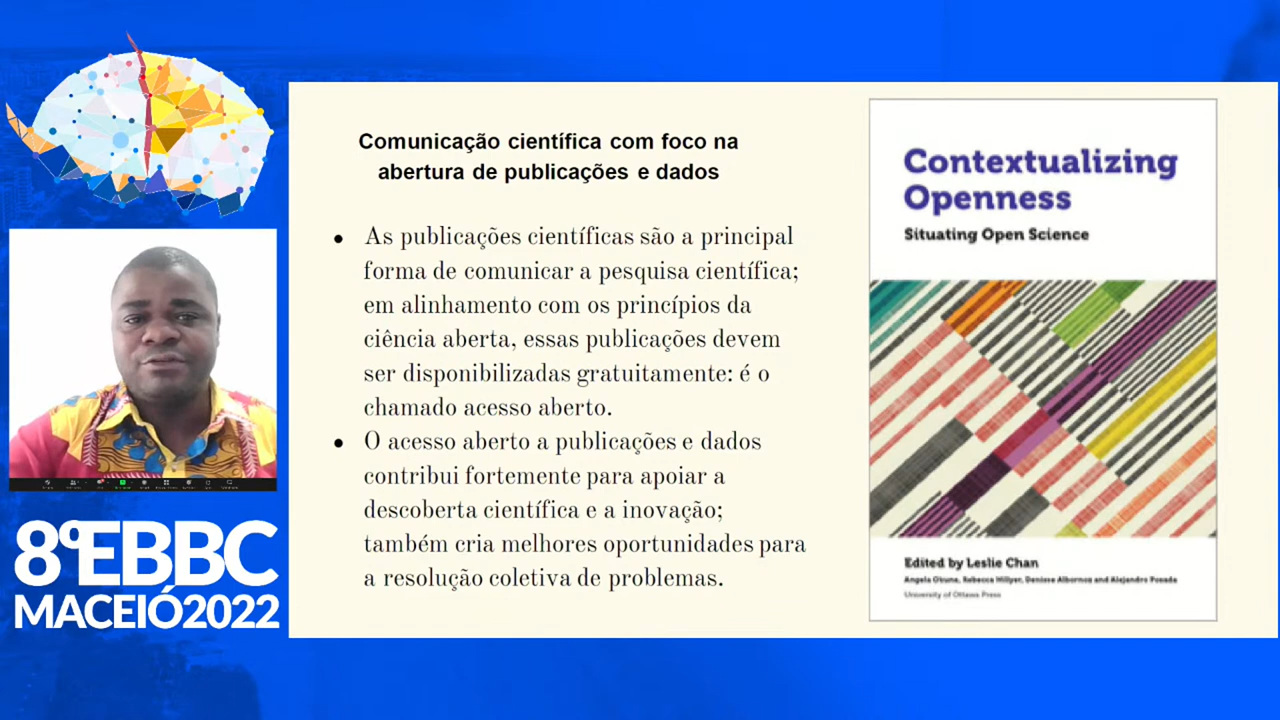 Comunicação científica com foco na
abertura de publicações e dados
● As publicações científicas são a principal
forma de comunicar a pesquisa científica;
em alinhamento com os princípios da
ciência aberta, essas publicações devem
ser disponibilizadas gratuitamente: é o
chamado acesso aberto.
● O acesso aberto a publicações e dados
contribui fortemente para apoiar a
descoberta científica e a inovação;
também cria melhores oportunidades para
a resolução coletiva de problemas.
Contextualizing
Openness
Situating Open Science
Edited by Leslie Chan
Angela Okune, Rebecca Hillyer, Denisse Albornoz and Alejandro Posada
University of Ottawa Press
8ºEBBC
MACEIÓ2022